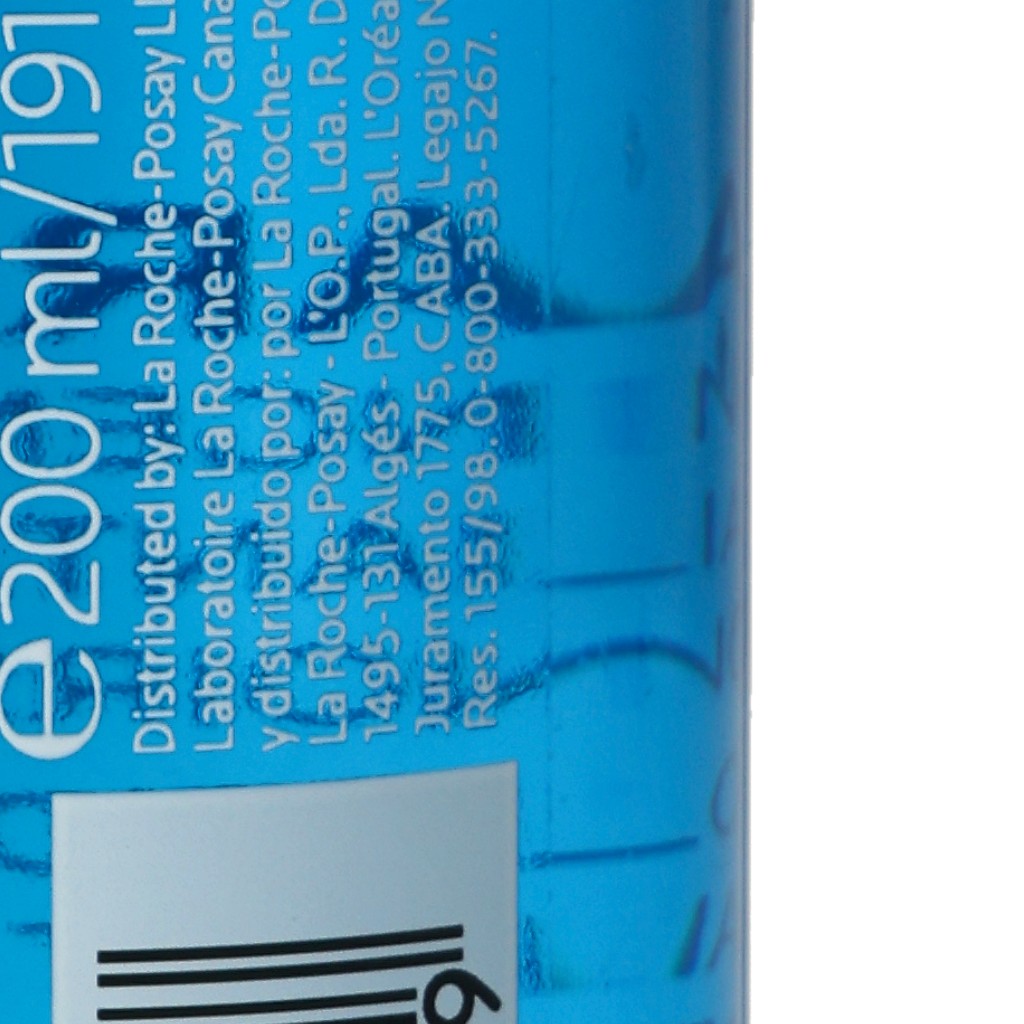 e 200 ml/191
Distributed by: La Roche-Posay
Laboratoire La Roche-Posay Cana
y distribuido por: por La Roche-Po
La Roche-Posay - L'O.P., Lda. R. D
1495-131 Algés - Portugal. L'Oréa
Juramento 1775, CABA. Legajo N
Res. 155/98. 0-800-333-5267.
9